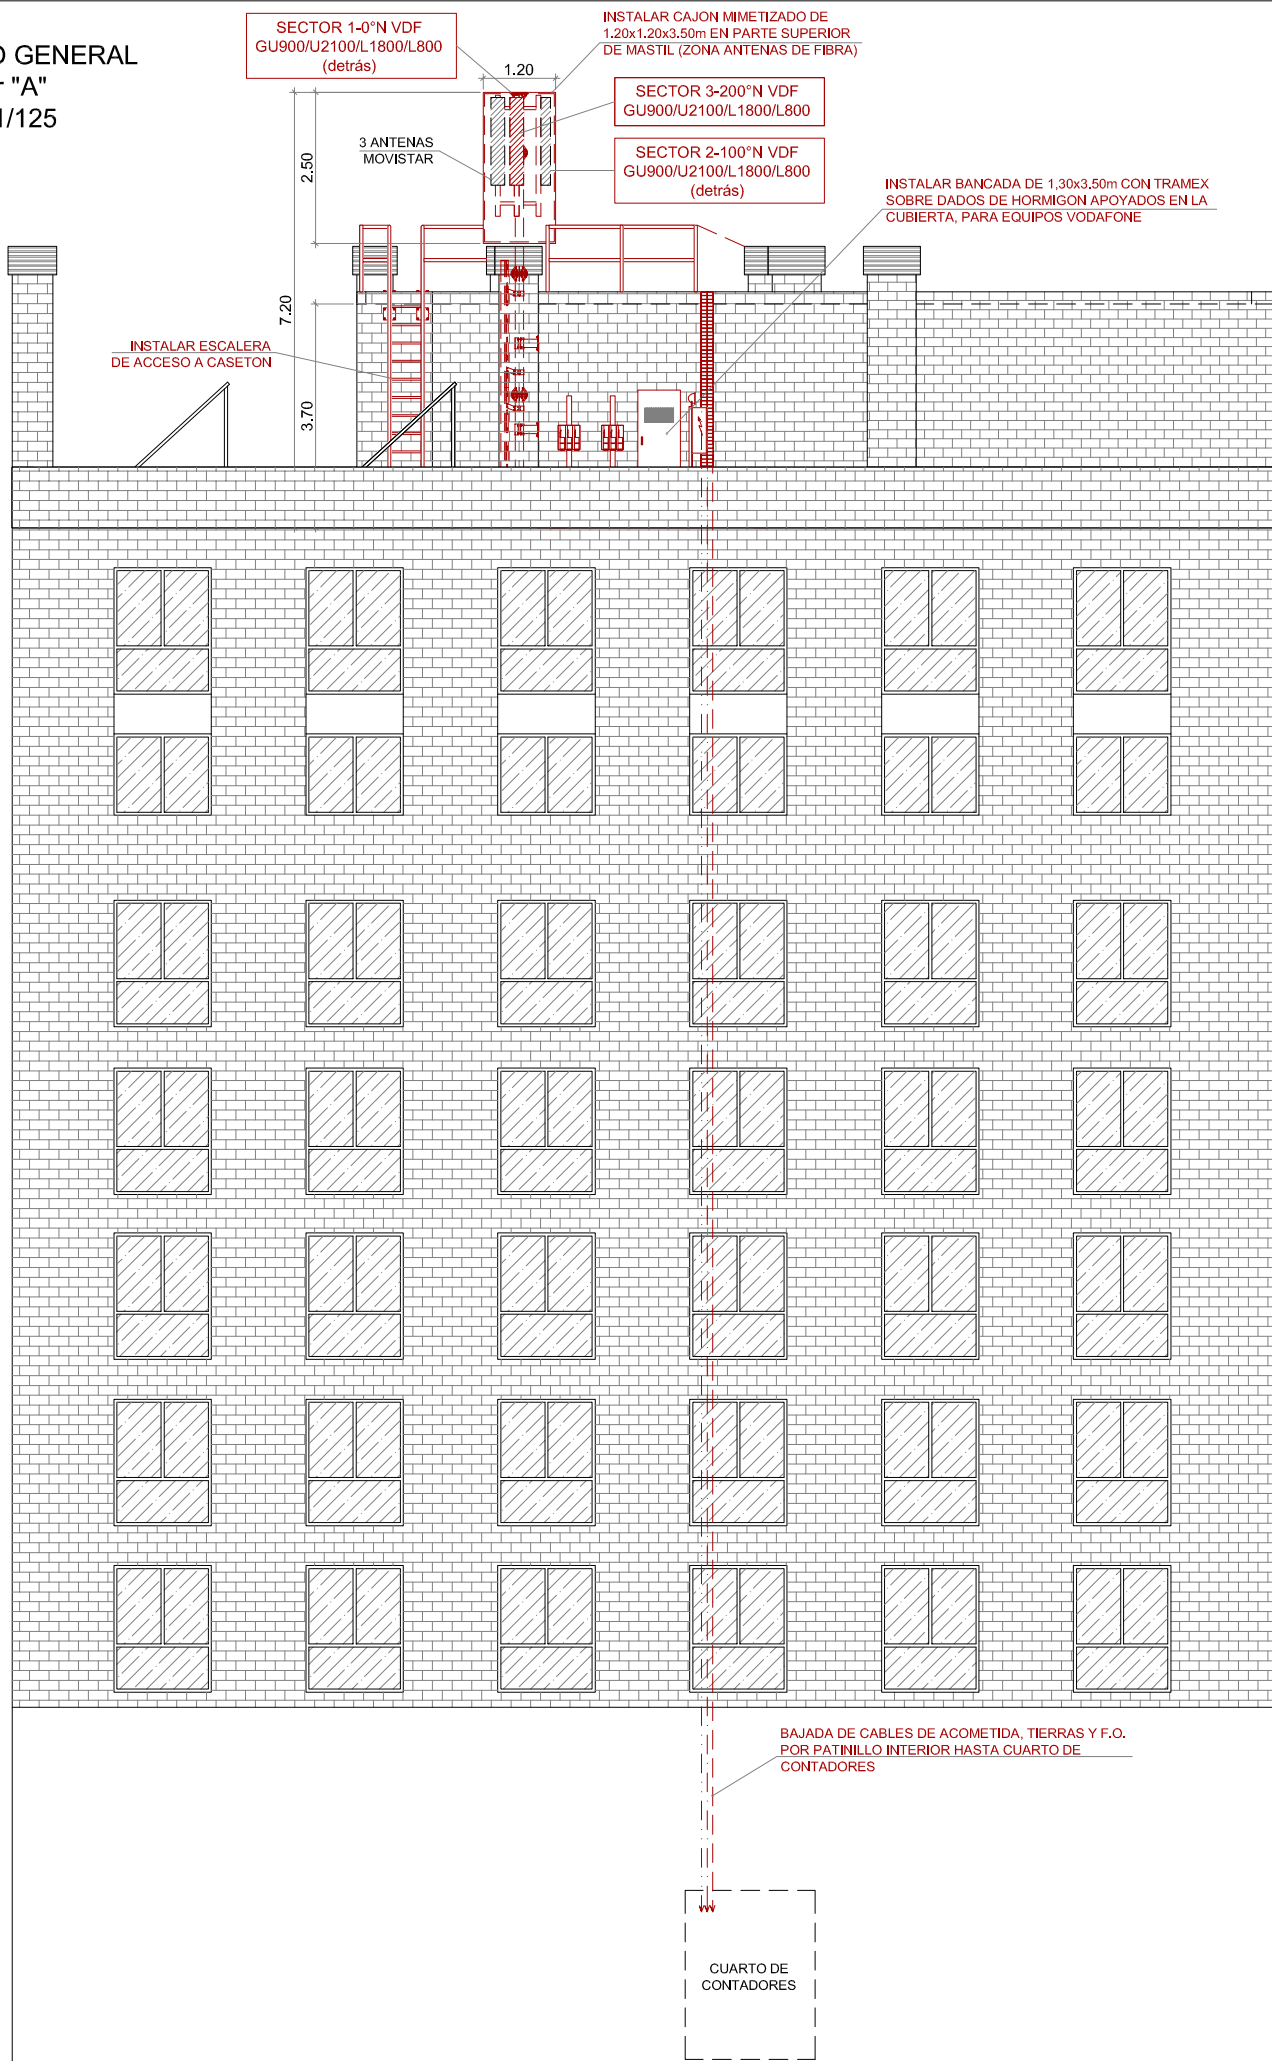 GENERAL
"A"
1/125
SECTOR 1-0°N VDF
GU900/U2100/L1800/L800
(detrás)
INSTALAR CAJON MIMETIZADO DE
1.20x1.20x3.50m EN PARTE SUPERIOR
DE MASTIL (ZONA ANTENAS DE FIBRA)
1.20
SECTOR 3-200°N VDF
GU900/U2100/L1800/L800
3 ANTENAS
MOVISTAR
SECTOR 2-100°N VDF
GU900/U2100/L1800/L800
(detrás)
2.50
INSTALAR BANCADA DE 1,30x3.50m CON TRAMEX
SOBRE DADOS DE HORMIGON APOYADOS EN LA
CUBIERTA, PARA EQUIPOS VODAFONE
7.20
INSTALAR ESCALERA
DE ACCESO A CASETON
3.70
BAJADA DE CABLES DE ACOMETIDA, TIERRAS Y F.O.
POR PATINILLO INTERIOR HASTA CUARTO DE
CONTADORES
CUARTO DE
CONTADORES